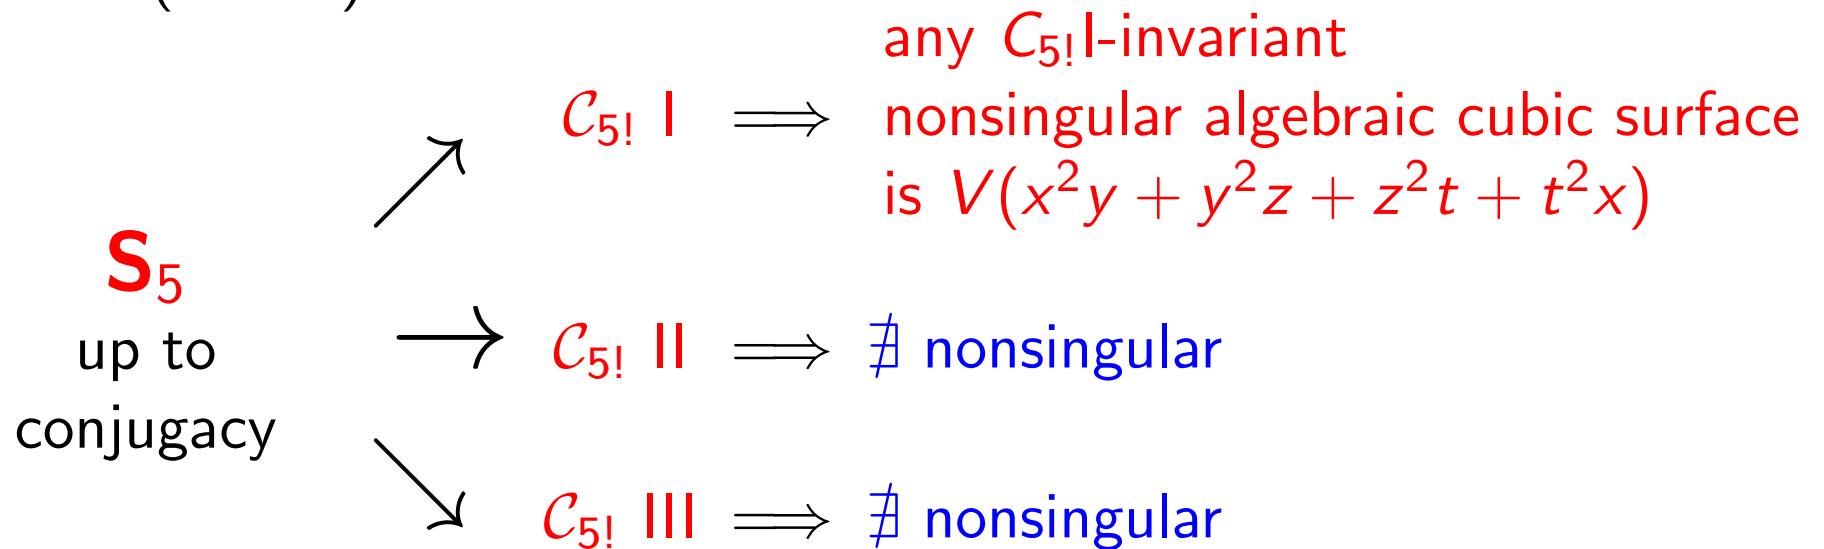 any C₅!I-invariant
𝒞₅! I ⟹ nonsingular algebraic cubic surface
is V(x²y + y²z + z²t + t²x)
S₅
up to
conjugacy
𝒞₅! II ⟹ ∄ nonsingular
𝒞₅! III ⟹ ∄ nonsingular